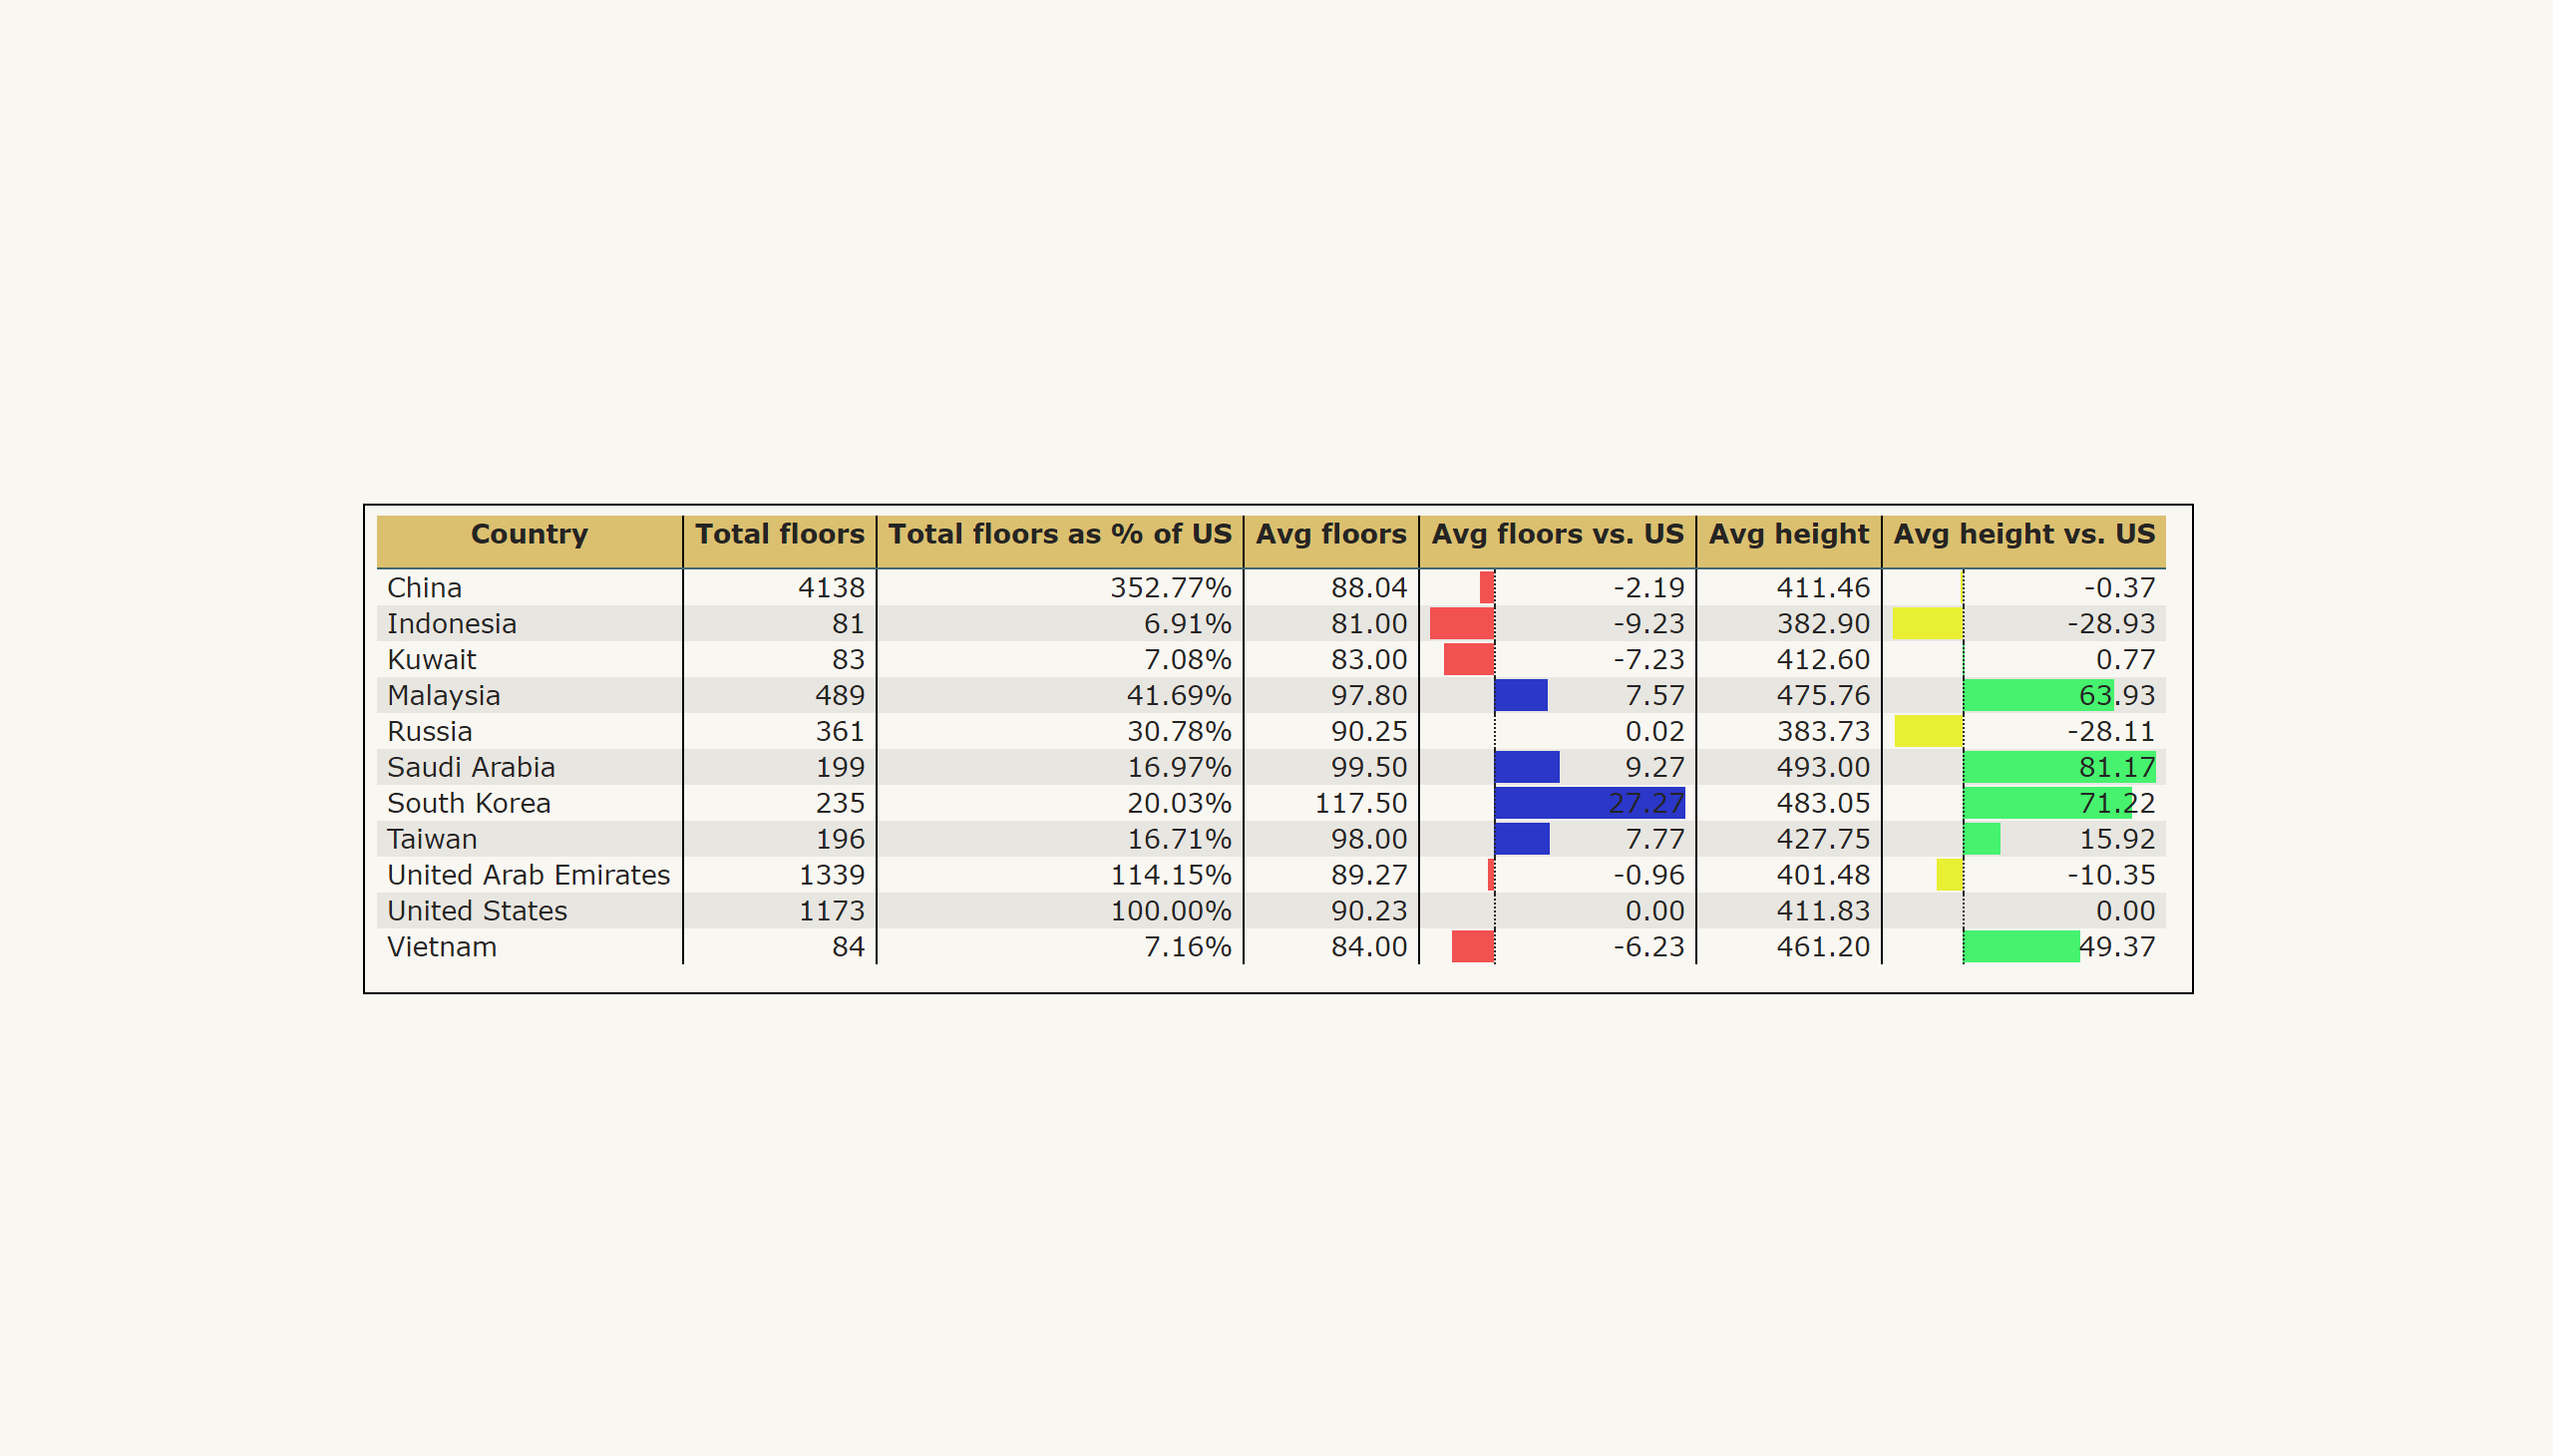 Country Total floors Total floors as % of US Avg floors Avg floors vs. US Avg height Avg height vs. US
China 4138 352.77% 88.04 -2.19 411.46 -0.37
Indonesia 81 6.91% 81.00 -9.23 382.90 -28.93
Kuwait 83 7.08% 83.00 -7.23 412.60 0.77
Malaysia 489 41.69% 97.80 7.57 475.76 63.93
Russia 361 30.78% 90.25 0.02 383.73 -28.11
Saudi Arabia 199 16.97% 99.50 9.27 493.00 81.17
South Korea 235 20.03% 117.50 27.27 483.05 71.22
Taiwan 196 16.71% 98.00 7.77 427.75 15.92
United Arab Emirates 1339 114.15% 89.27 -0.96 401.48 -10.35
United States 1173 100.00% 90.23 0.00 411.83 0.00
Vietnam 84 7.16% 84.00 -6.23 461.20 49.37